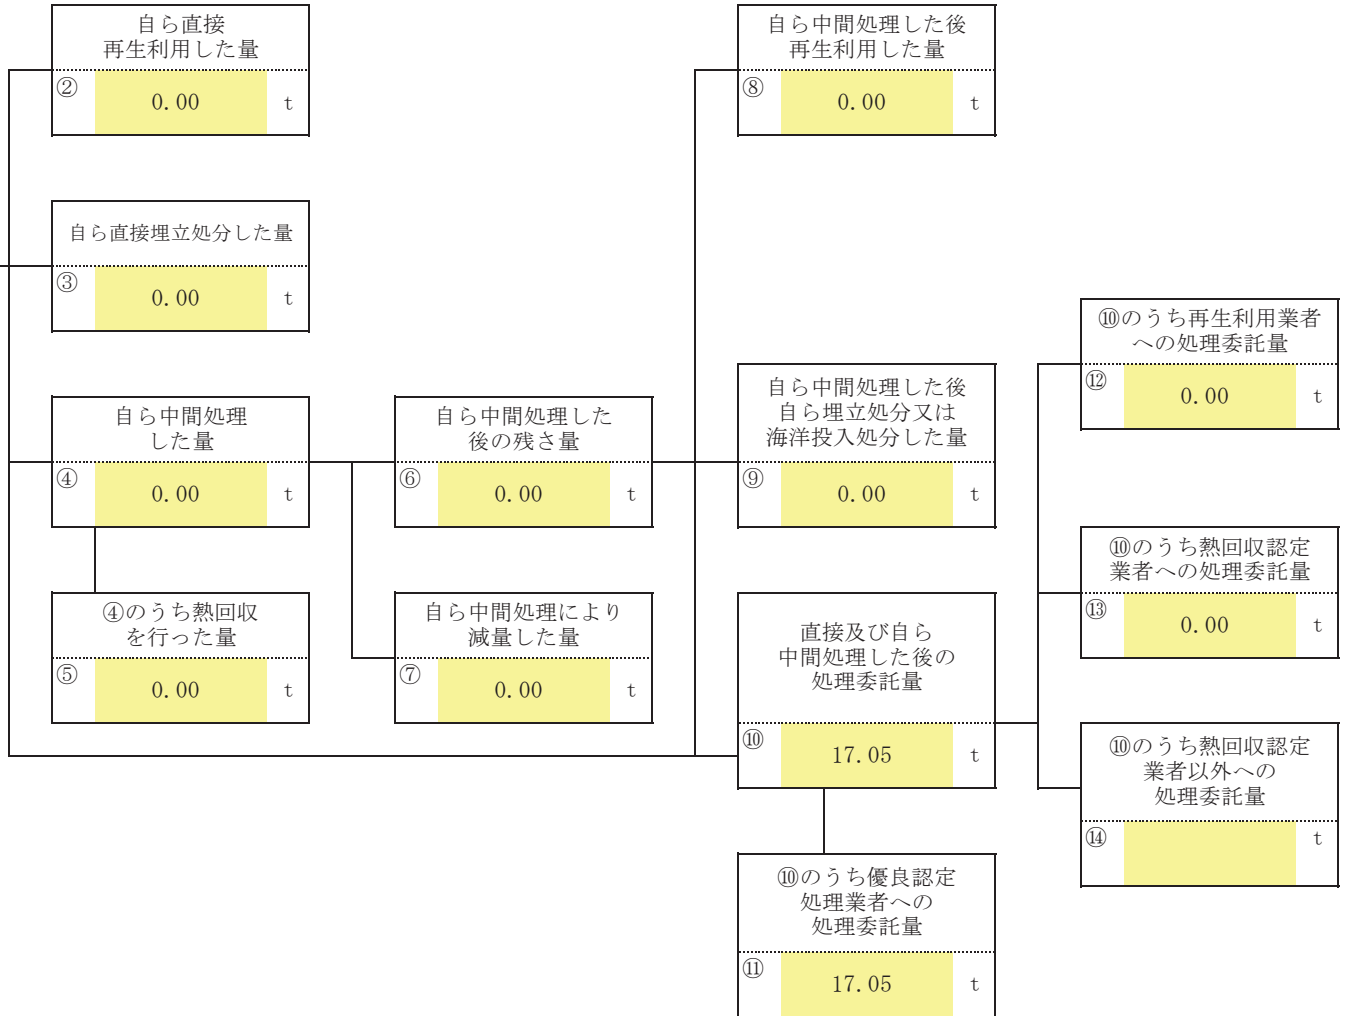 自ら直接
再生利用した量
② 0.00 t
自ら中間処理した後
再生利用した量
⑧ 0.00 t
自ら直接埋立処分した量
③ 0.00 t
⑩のうち再生利用業者
への処理委託量
⑫ 0.00 t
自ら中間処理
した量
④ 0.00 t
自ら中間処理した
後の残さ量
⑥ 0.00 t
自ら中間処理した後
自ら埋立処分又は
海洋投入処分した量
⑨ 0.00 t
⑩のうち熱回収認定
業者への処理委託量
⑬ 0.00 t
④のうち熱回収
を行った量
⑤ 0.00 t
自ら中間処理により
減量した量
⑦ 0.00 t
直接及び自ら
中間処理した後の
処理委託量
⑩ 17.05 t
⑩のうち熱回収認定
業者以外への
処理委託量
⑭ t
⑩のうち優良認定
処理業者への
処理委託量
⑪ 17.05 t